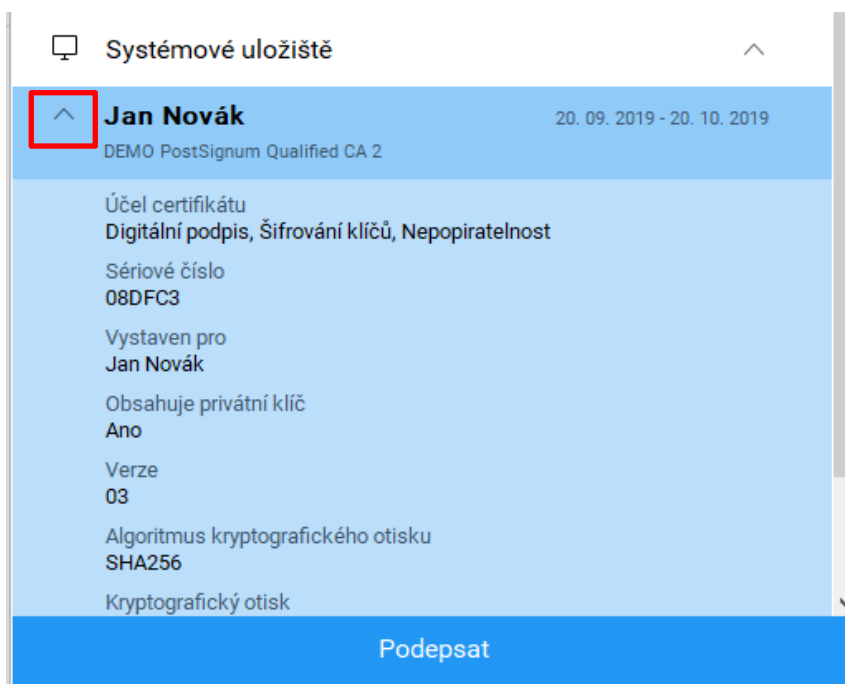 Systémové uložiště
Jan Novák 20. 09. 2019 - 20. 10. 2019
DEMO PostSignum Qualified CA 2
Účel certifikátu
Digitální podpis, Šifrování klíčů, Nepopiratelnost
Sériové číslo
08DFC3
Vystaven pro
Jan Novák
Obsahuje privátní klíč
Ano
Verze
03
Algoritmus kryptografického otisku
SHA256
Kryptografický otisk
Podepsat